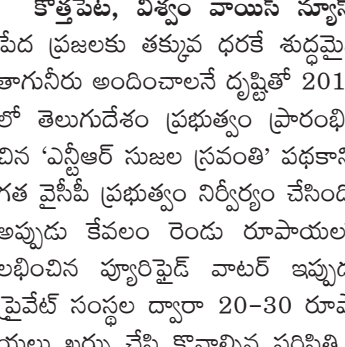 కొత్తపేట, విశ్వం వాయిస్ న్యూస్
పేద ప్రజలకు తక్కువ ధరకే శుద్ధమై
తాగునీరు అందించాలనే దృష్టితో 201
లో తెలుగుదేశం ప్రభుత్వం ప్రారంభి
చిన 'ఎన్టీఆర్ సుజల స్రవంతి' పథకాని
గత వైసీపీ ప్రభుత్వం నిర్వీర్యం చేసింది
అప్పుడు కేవలం రెండు రూపాయల
లభించిన ప్యూరిఫైడ్ వాటర్ ఇప్పుడ
ప్రైవేట్ సంస్థల ద్వారా 20-30 రూప
యలు ఖర్చు చేసి కొనాల్సిన పరిస్థితి